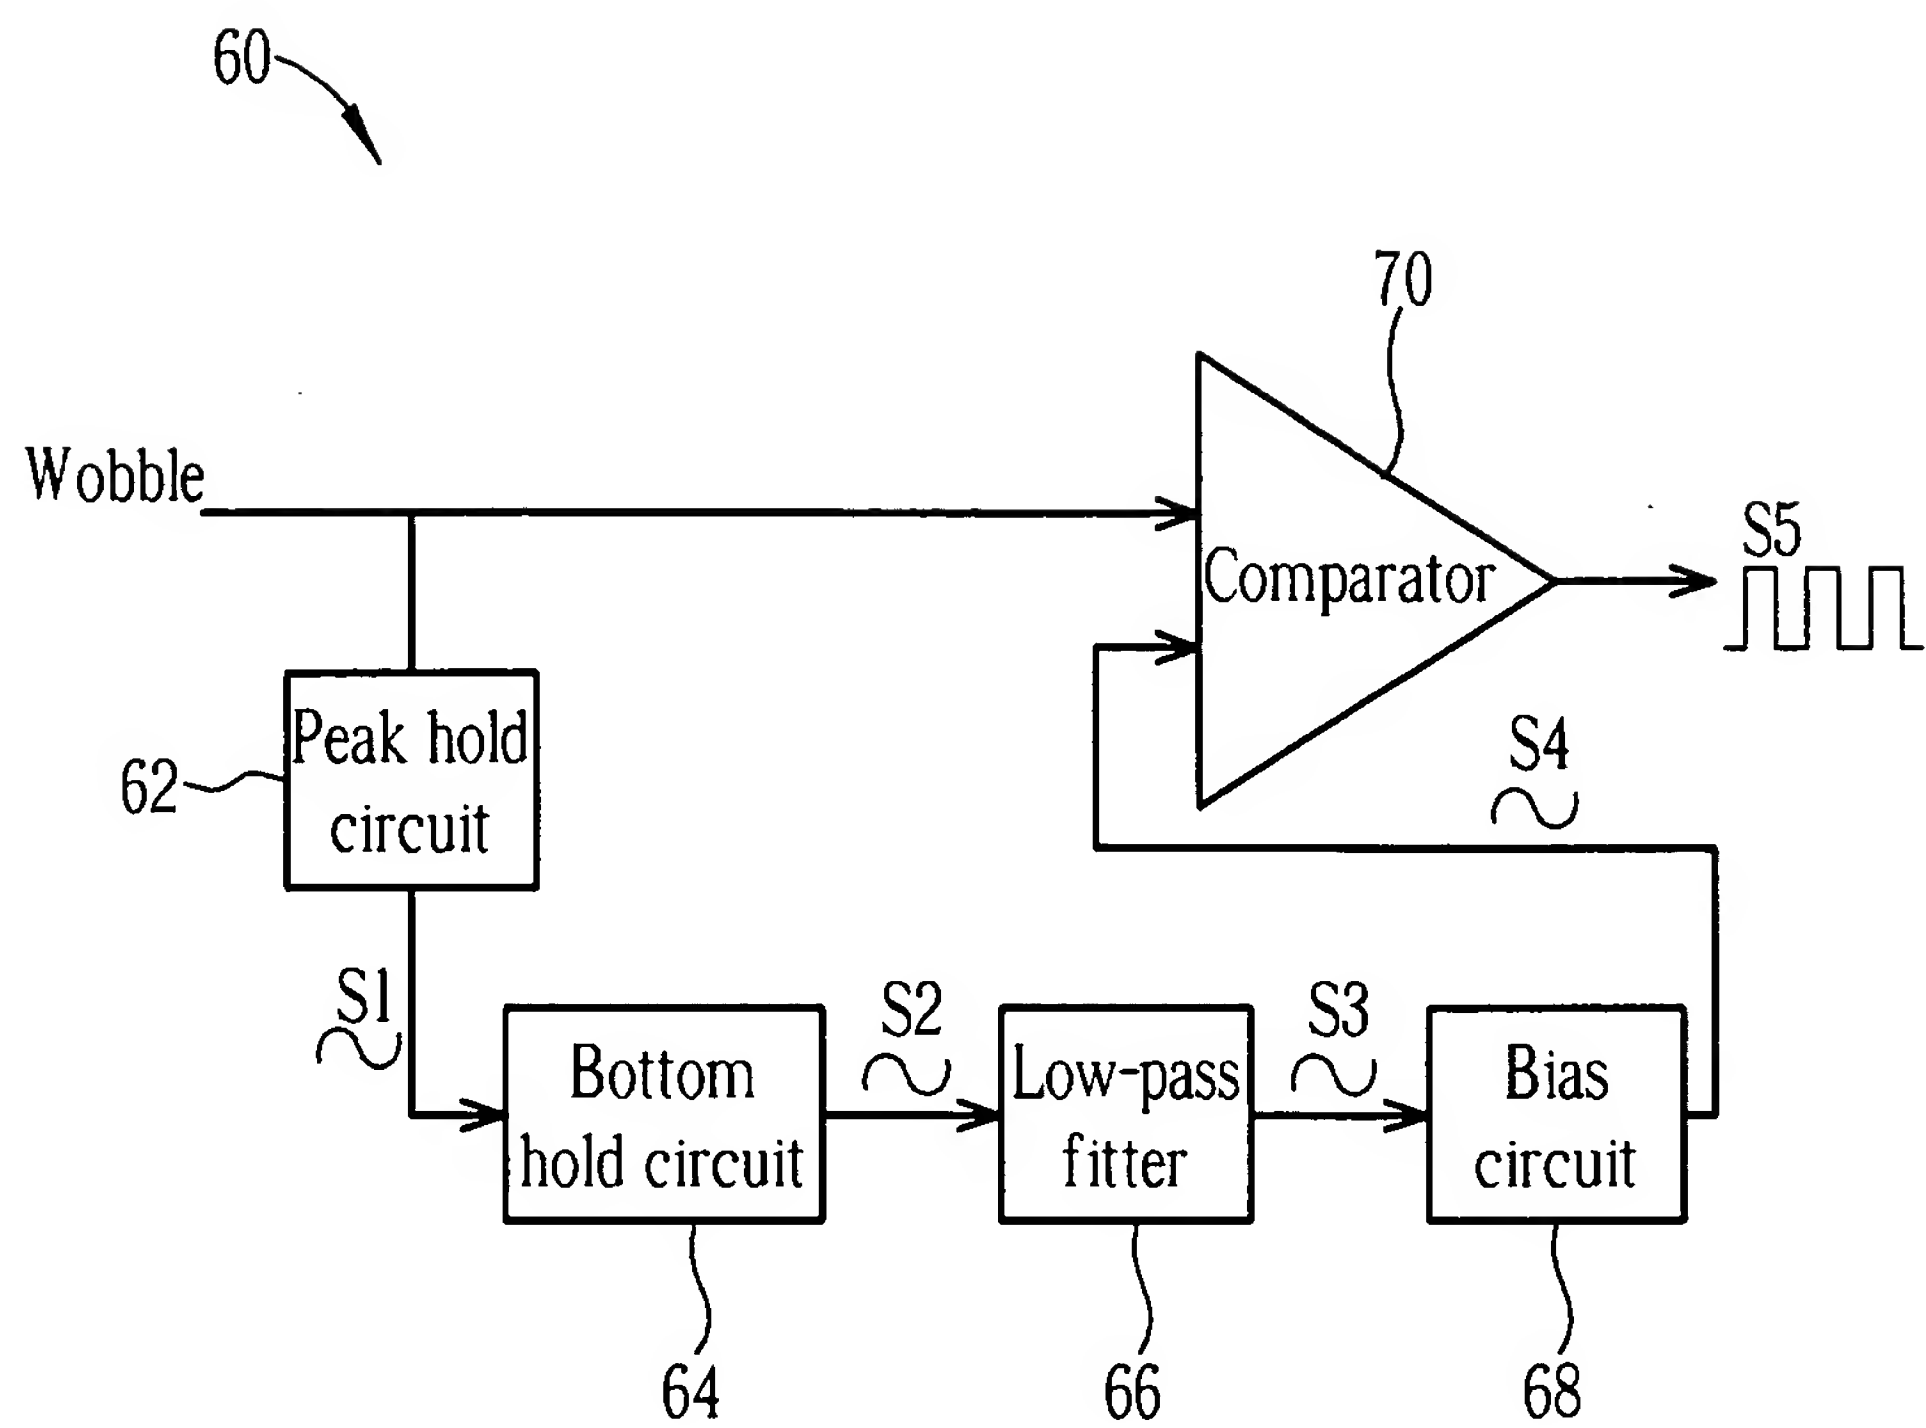 60
70
Wobble
S5
Comparator
Peak hold
circuit
62
S4
S1
S2
S3
Bottom
hold circuit
Low-pass
fitter
Bias
circuit
64
66
68